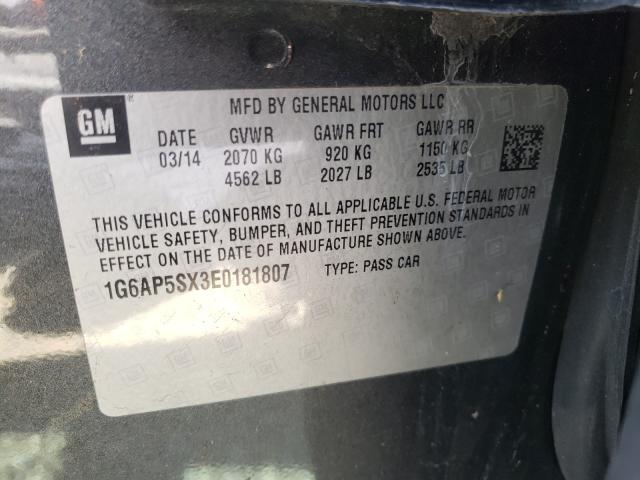 GM
MFD BY GENERAL MOTORS LLC
DATE GVWR GAWR FRT GAWR RR
03/14 2070 KG 920 KG 1150 KG
4562 LB 2027 LB 2535 LB
THIS VEHICLE CONFORMS TO ALL APPLICABLE U.S. FEDERAL MOTOR
VEHICLE SAFETY, BUMPER, AND THEFT PREVENTION STANDARDS IN
EFFECT ON THE DATE OF MANUFACTURE SHOWN ABOVE.
1G6AP5SX3E0181807 TYPE: PASS CAR